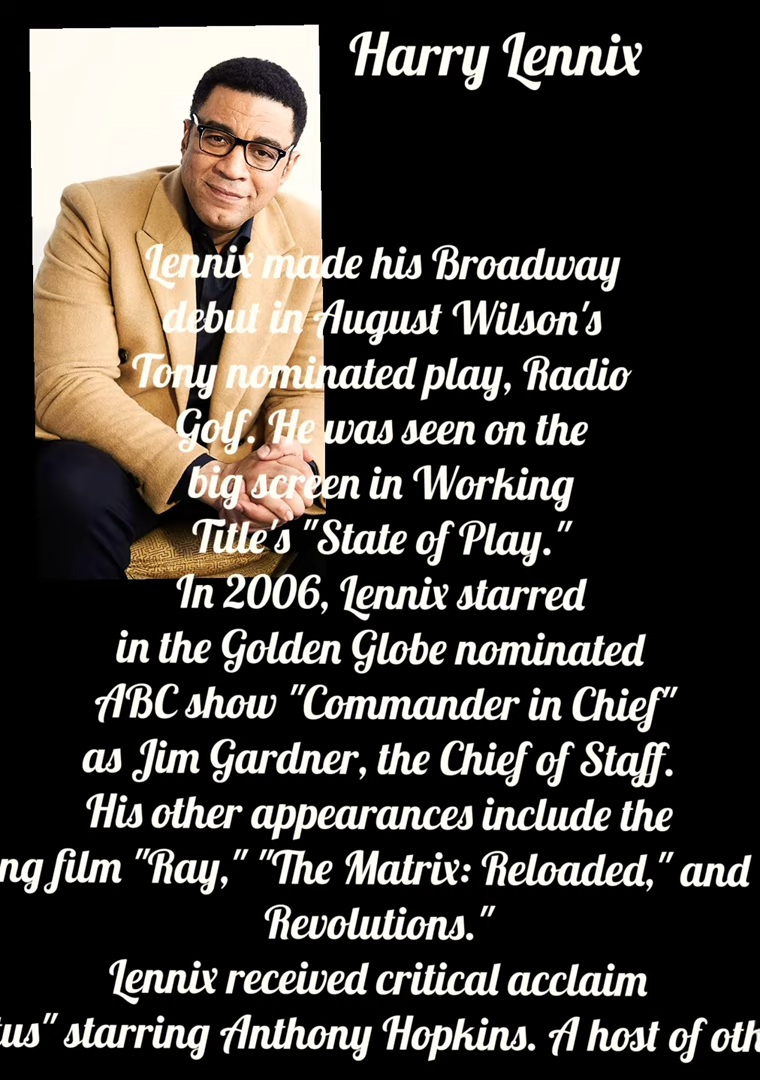 Harry Lennix
Lennix made his Broadway
debut in August Wilson's
Tony nominated play, Radio
Golf. He was seen on the
big screen in Working
Title's "State of Play."
In 2006, Lennix starred
in the Golden Globe nominated
ABC show "Commander in Chief"
as Jim Gardner, the Chief of Staff.
His other appearances include the
ng film "Ray," "The Matrix: Reloaded," and
Revolutions."
Lennix received critical acclaim
tus" starring Anthony Hopkins. A host of oth